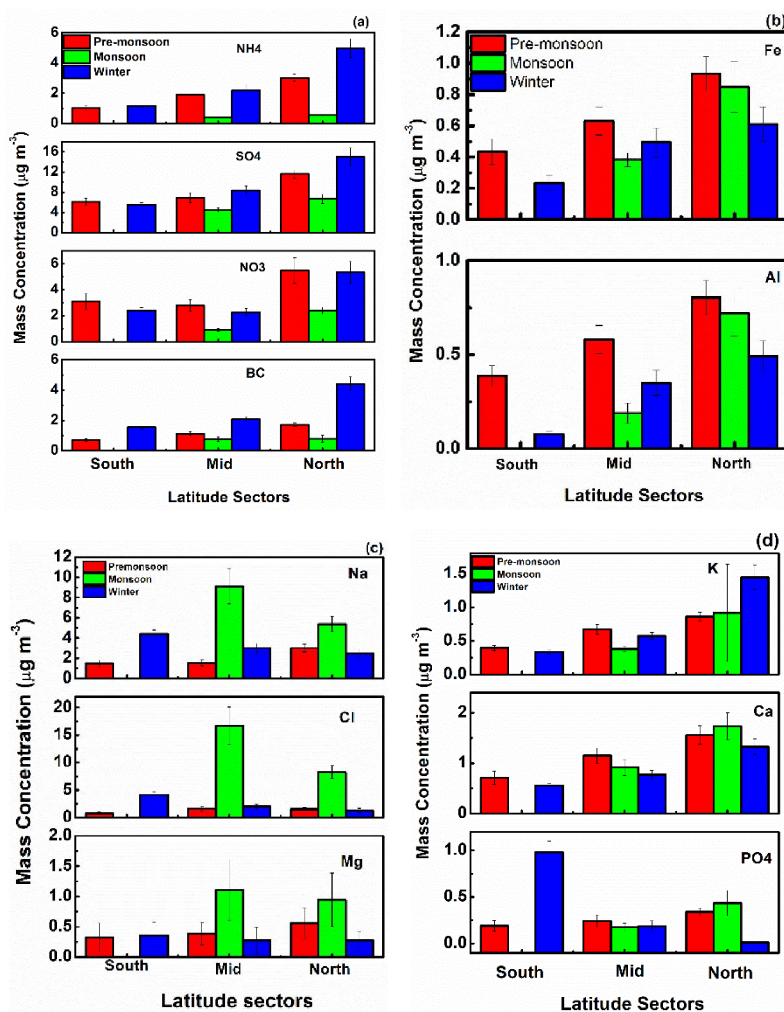 (a)
Pre-monsoon
Monsoon
Winter
NH4
6
4
2
0
SO4
16
12
8
4
0
NO3
6
4
2
0
BC
6
4
2
0
Mass Concentration (µg m-3)
South Mid North
Latitude Sectors
(b)
Pre-monsoon
Monsoon
Winter
Fe
1.2
1.0
0.8
0.6
0.4
0.2
0.0
Al
1.0
0.5
0.0
Mass Concentration (µg m-3)
Mass Concentration (µg m-3)
South Mid North
Latitude Sectors
(c)
Premonsoon
Monsoon
Winter
Na
12
10
8
6
4
2
0
Cl
20
15
10
5
0
Mg
2.0
1.5
1.0
0.5
0.0
Mass Concentration (µg m-3)
South Mid North
Latitude sectors
(d)
Pre-monsoon
Monsoon
Winter
K
1.5
1.0
0.5
0.0
Ca
2
1
0
PO4
1.0
0.5
0.0
Mass Concentration (µg m-3)
South Mid North
Latitude Sectors